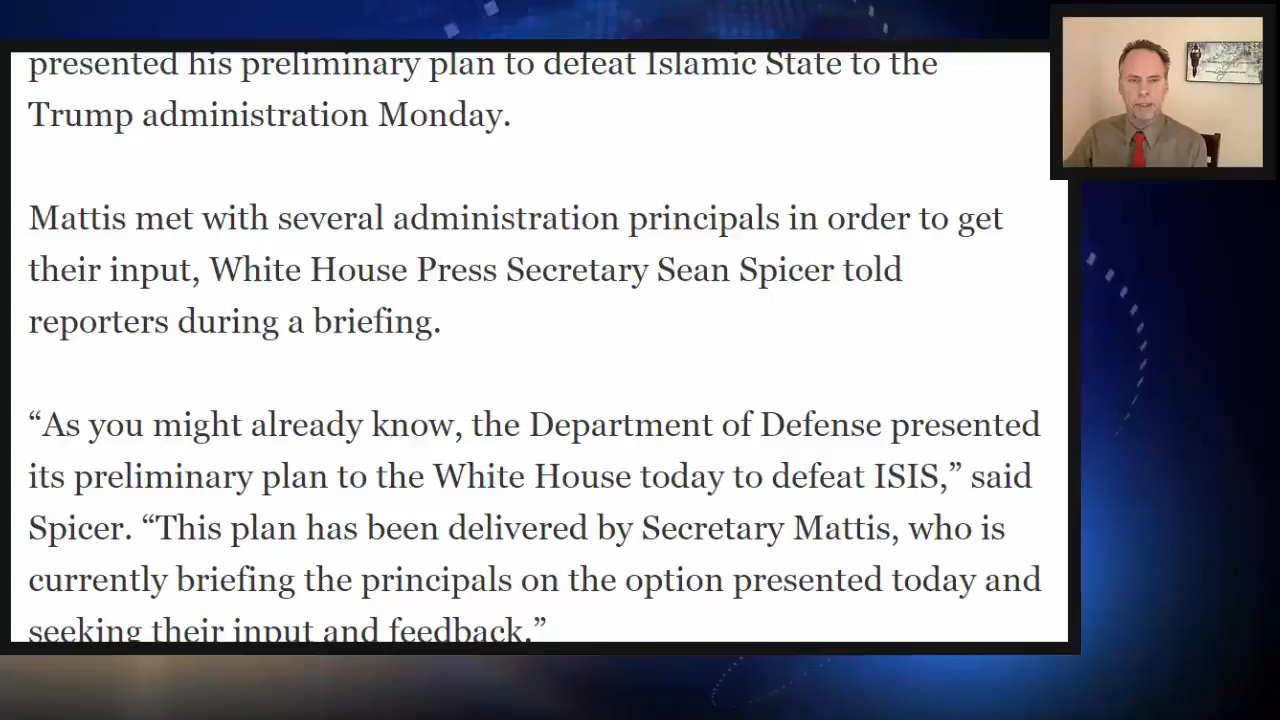 presented his preliminary plan to defeat Islamic State to the
Trump administration Monday.
Mattis met with several administration principals in order to get
their input, White House Press Secretary Sean Spicer told
reporters during a briefing.
“As you might already know, the Department of Defense presented
its preliminary plan to the White House today to defeat ISIS,” said
Spicer. “This plan has been delivered by Secretary Mattis, who is
currently briefing the principals on the option presented today and
seeking their input and feedback.”